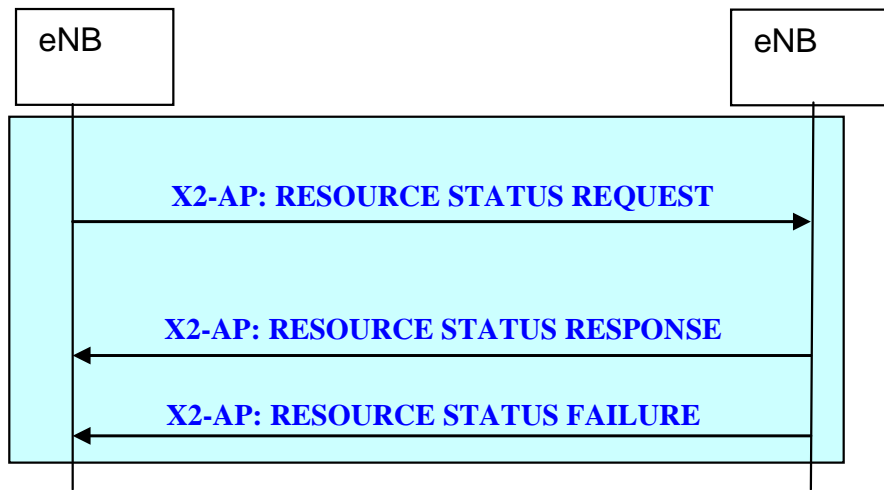 eNB
eNB
X2-AP: RESOURCE STATUS REQUEST
X2-AP: RESOURCE STATUS RESPONSE
X2-AP: RESOURCE STATUS FAILURE